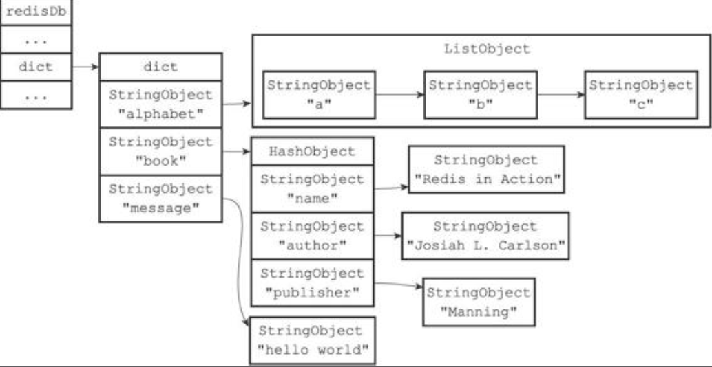 redisDb
...
dict
...
dict
StringObject
"alphabet"
StringObject
"book"
StringObject
"message"
ListObject
StringObject
"a"
StringObject
"b"
StringObject
"c"
HashObject
StringObject
"name"
StringObject
"author"
StringObject
"publisher"
StringObject
"Redis in Action"
StringObject
"Josiah L. Carlson"
StringObject
"Manning"
StringObject
"hello world"